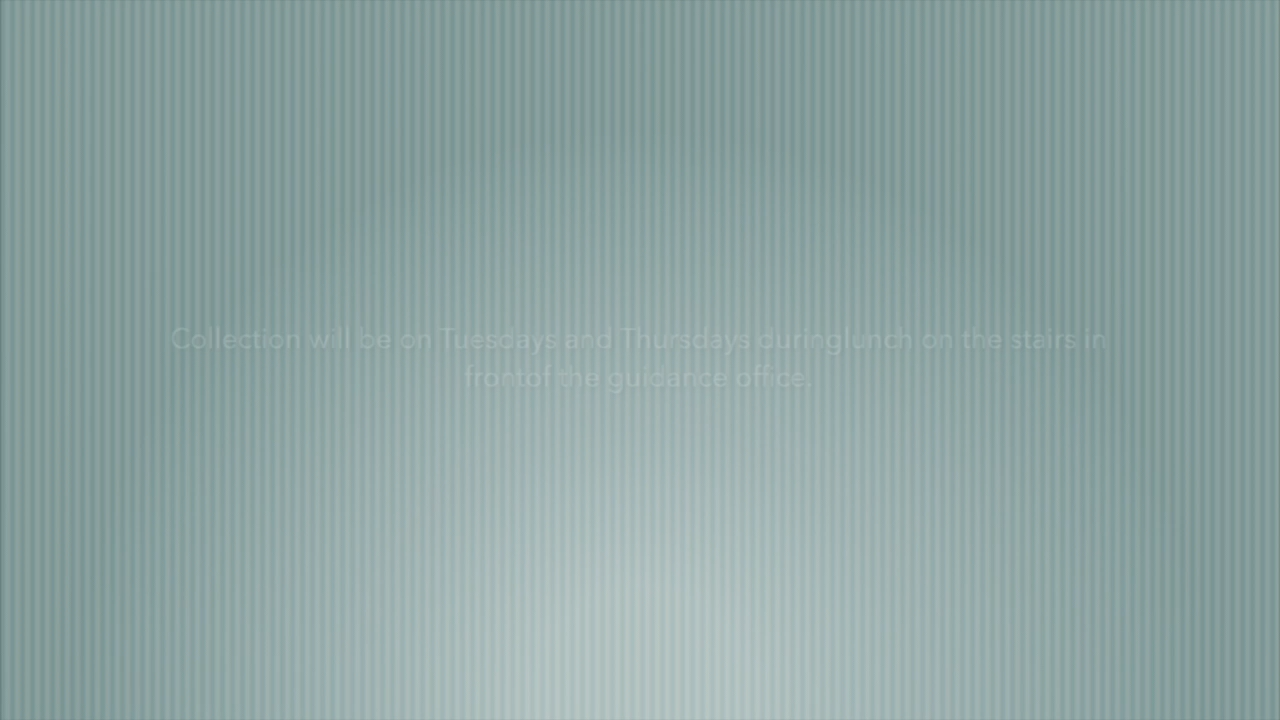 Collection will be on Tuesdays and Thursdays duringlunch on the stairs in
frontof the guidance office.